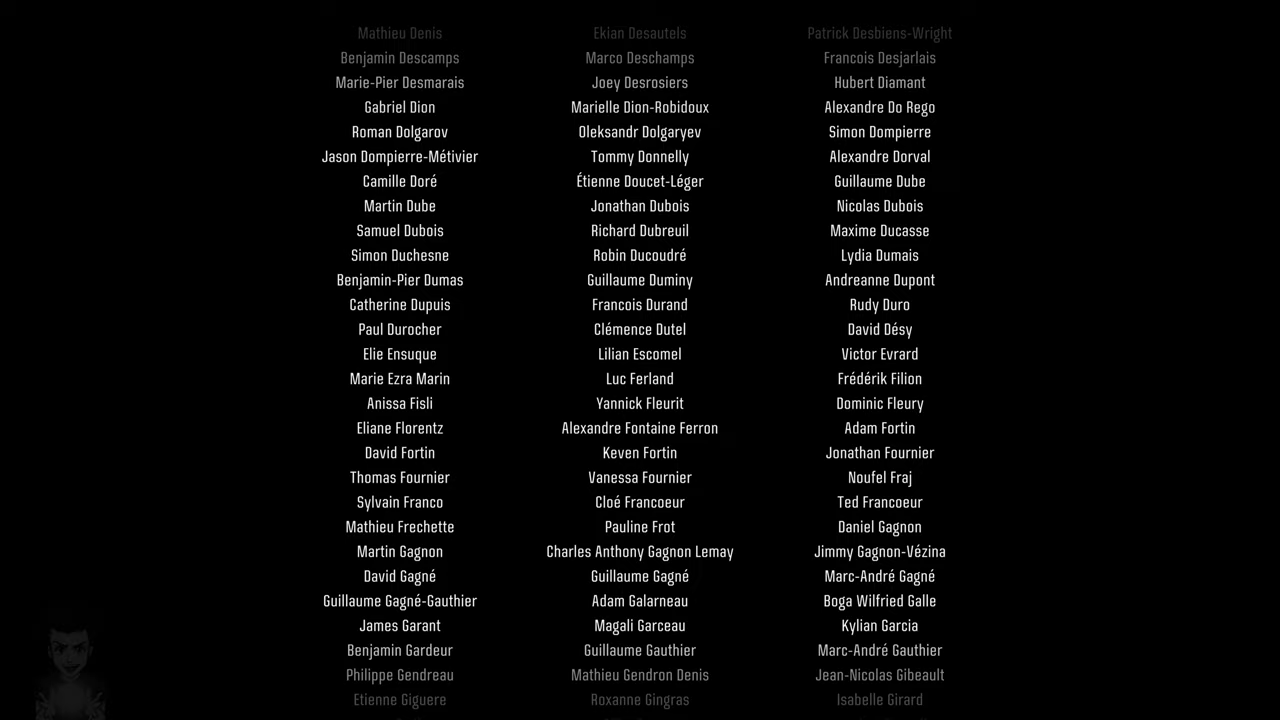 Mathieu Denis Ekian Desautels Patrick Desbiens-Wright
Benjamin Descamps Marco Deschamps Francois Desjarlais
Marie-Pier Desmarais Joey Desrosiers Hubert Diamant
Gabriel Dion Marielle Dion-Robidoux Alexandre Do Rego
Roman Dolgarov Oleksandr Dolgaryev Simon Dompierre
Jason Dompierre-Métivier Tommy Donnelly Alexandre Dorval
Camille Doré Étienne Doucet-Léger Guillaume Dube
Martin Dube Jonathan Dubois Nicolas Dubois
Samuel Dubois Richard Dubreuil Maxime Ducasse
Simon Duchesne Robin Ducoudré Lydia Dumais
Benjamin-Pier Dumas Guillaume Duminy Andreanne Dupont
Catherine Dupuis Francois Durand Rudy Duro
Paul Durocher Clémence Dutel David Désy
Elie Ensuque Lilian Escomel Victor Evrard
Marie Ezra Marin Luc Ferland Frédérik Filion
Anissa Fisli Yannick Fleurit Dominic Fleury
Eliane Florentz Alexandre Fontaine Ferron Adam Fortin
David Fortin Keven Fortin Jonathan Fournier
Thomas Fournier Vanessa Fournier Noufel Fraj
Sylvain Franco Cloé Francoeur Ted Francoeur
Mathieu Frechette Pauline Frot Daniel Gagnon
Martin Gagnon Charles Anthony Gagnon Lemay Jimmy Gagnon-Vézina
David Gagné Guillaume Gagné Marc-André Gagné
Guillaume Gagné-Gauthier Adam Galarneau Boga Wilfried Galle
James Garant Magali Garceau Kylian Garcia
Benjamin Gardeur Guillaume Gauthier Marc-André Gauthier
Philippe Gendreau Mathieu Gendron Denis Jean-Nicolas Gibeault
Etienne Giguere Roxanne Gingras Isabelle Girard